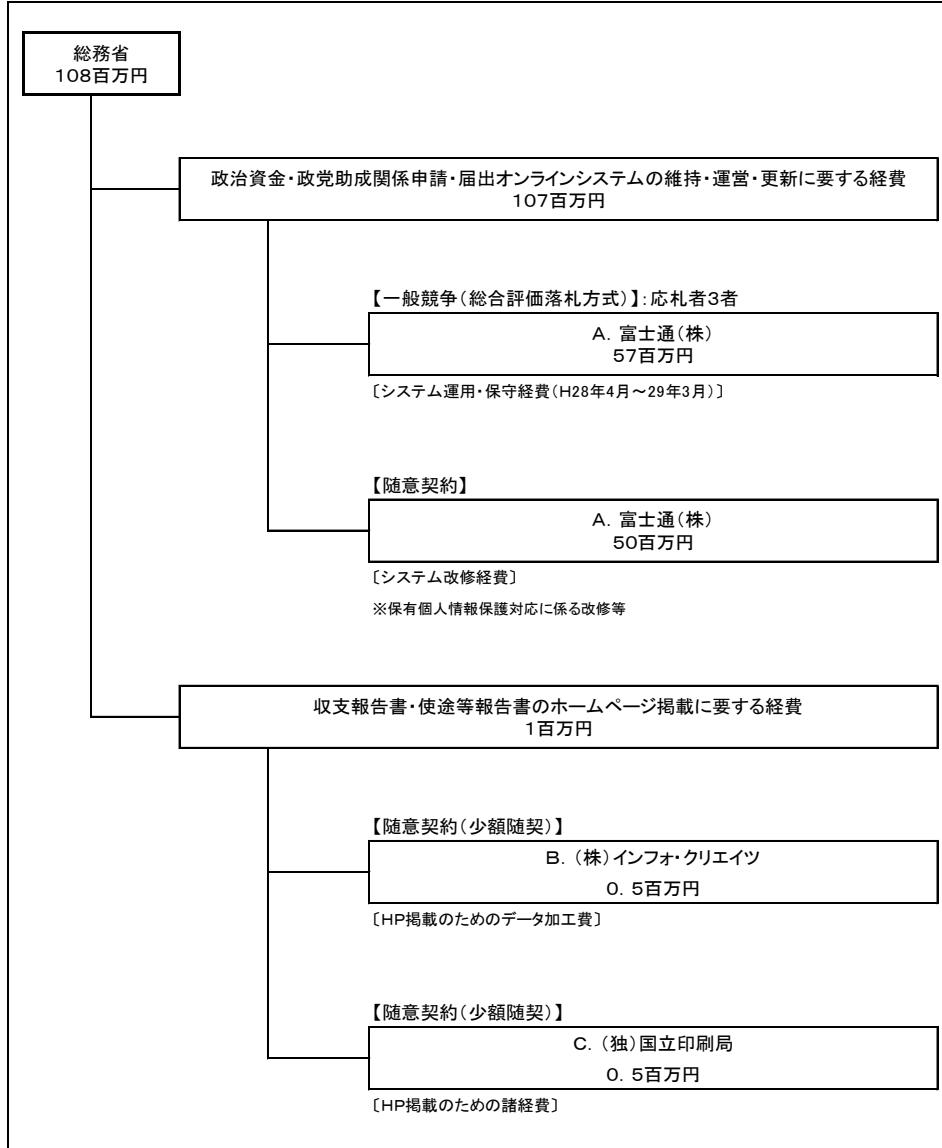 総務省
108百万円
政治資金・政党助成関係申請・届出オンラインシステムの維持・運営・更新に要する経費
107百万円
【一般競争(総合評価落札方式)】:応札者3者
A. 富士通(株)
57百万円
〔システム運用・保守経費(H28年4月～29年3月)〕
【随意契約】
A. 富士通(株)
50百万円
〔システム改修経費〕
※保有個人情報保護対応に係る改修等
収支報告書・使途等報告書のホームページ掲載に要する経費
1百万円
【随意契約(少額随契)】
B. (株)インフォ・クリエイツ
0. 5百万円
〔HP掲載のためのデータ加工費〕
【随意契約(少額随契)】
C. (独)国立印刷局
0. 5百万円
〔HP掲載のための諸経費〕